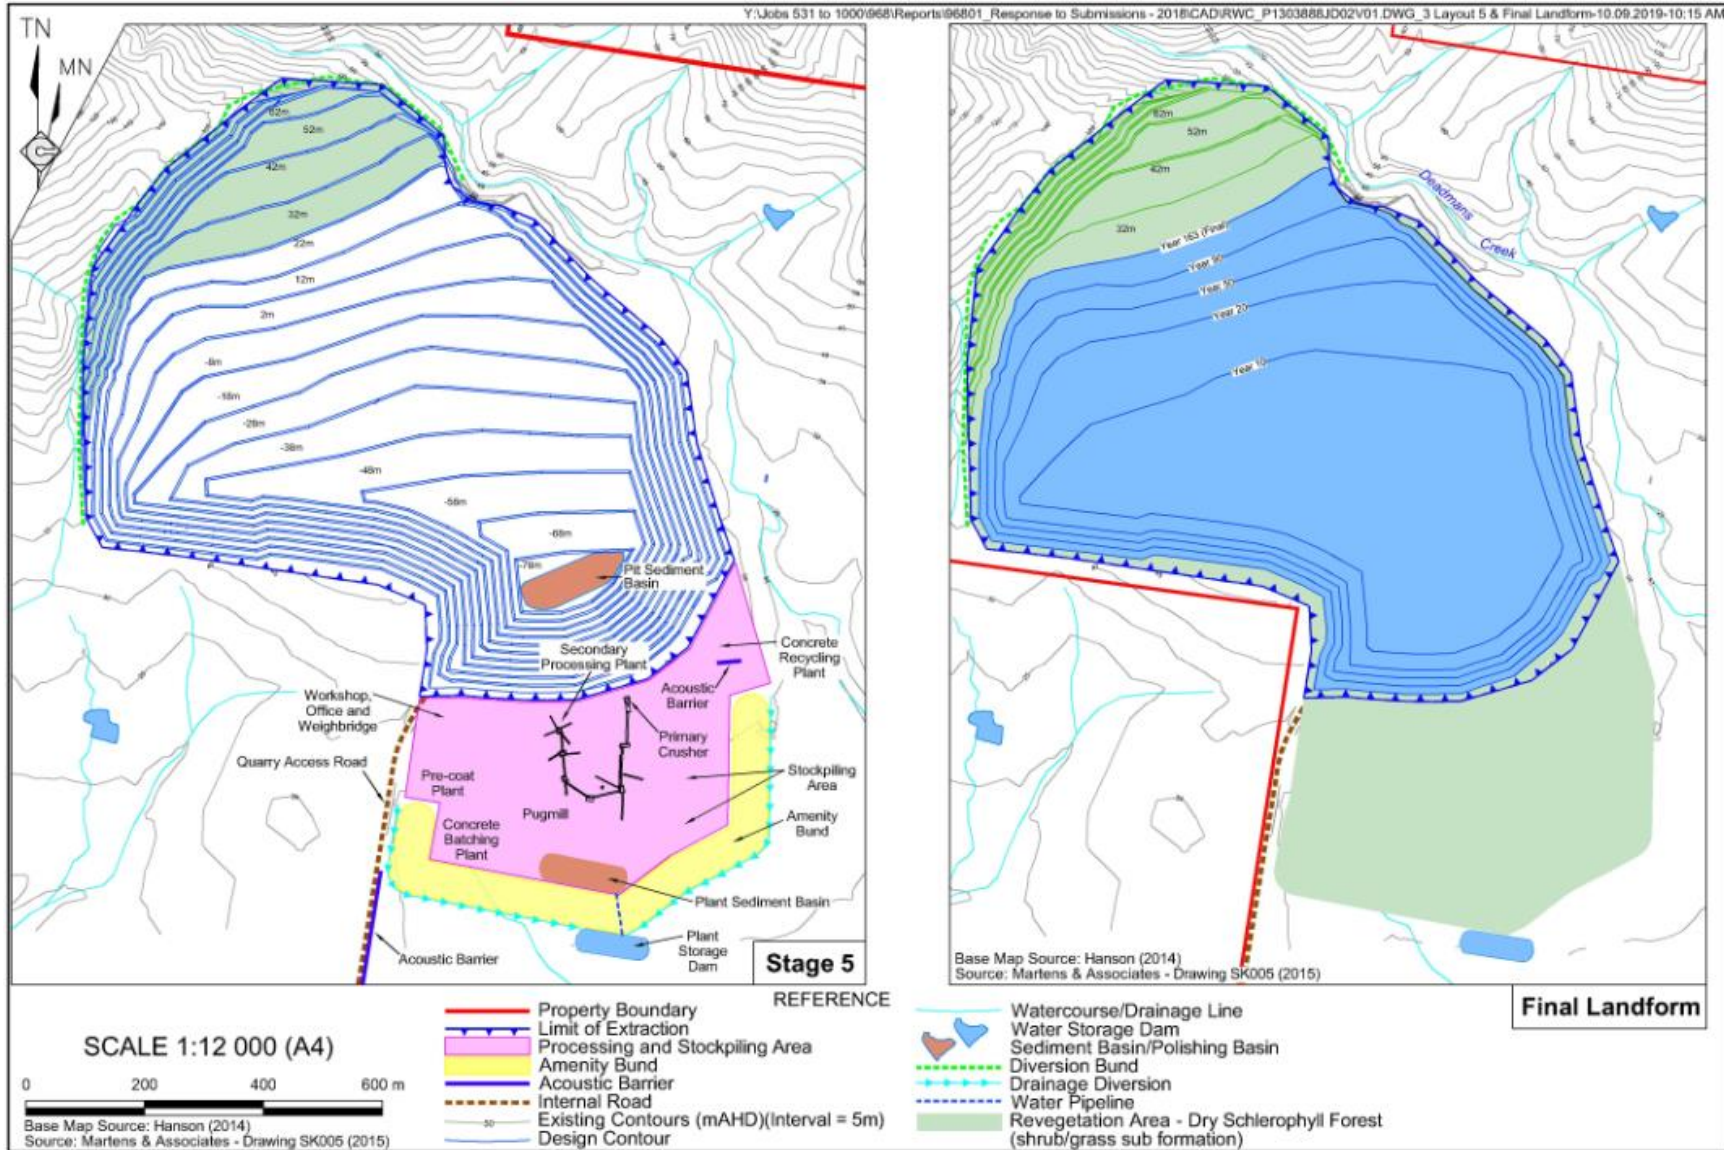 Y:\Jobs 531 to 1000\968\Reports\96801_Response to Submissions - 2018\CAD\RWC_P1303888JD02V01.DWG_3 Layout 5 & Final Landform-10.09.2019-10:15 AM
TN
MN
62m
52m
42m
32m
22m
12m
2m
-8m
-18m
-28m
-38m
-48m
-58m
-68m
-78m
Pit Sediment
Basin
Secondary
Processing Plant
Concrete
Recycling
Plant
Acoustic
Barrier
Workshop,
Office and
Weighbridge
Primary
Crusher
Quarry Access Road
Stockpiling
Area
Pre-coat
Plant
Pugmill
Amenity
Bund
Concrete
Batching
Plant
Plant Sediment Basin
Plant
Storage
Dam
Acoustic Barrier
Stage 5
62m
52m
42m
32m
Deadmans
Creek
Year 163 (Final)
Year 90
Year 50
Year 20
Year 10
Base Map Source: Hanson (2014)
Source: Martens & Associates - Drawing SK005 (2015)
Final Landform
REFERENCE
SCALE 1:12 000 (A4)
0 200 400 600 m
Base Map Source: Hanson (2014)
Source: Martens & Associates - Drawing SK005 (2015)
Property Boundary
Limit of Extraction
Processing and Stockpiling Area
Amenity Bund
Acoustic Barrier
Internal Road
50 Existing Contours (mAHD)(Interval = 5m)
Design Contour
Watercourse/Drainage Line
Water Storage Dam
Sediment Basin/Polishing Basin
Diversion Bund
Drainage Diversion
Water Pipeline
Revegetation Area - Dry Schlerophyll Forest
(shrub/grass sub formation)